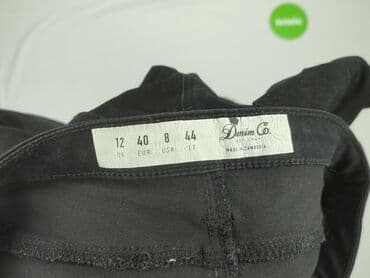 12 40 8 44
UK EUR USA IT
Denim Co.
MADE IN CAMBODIA